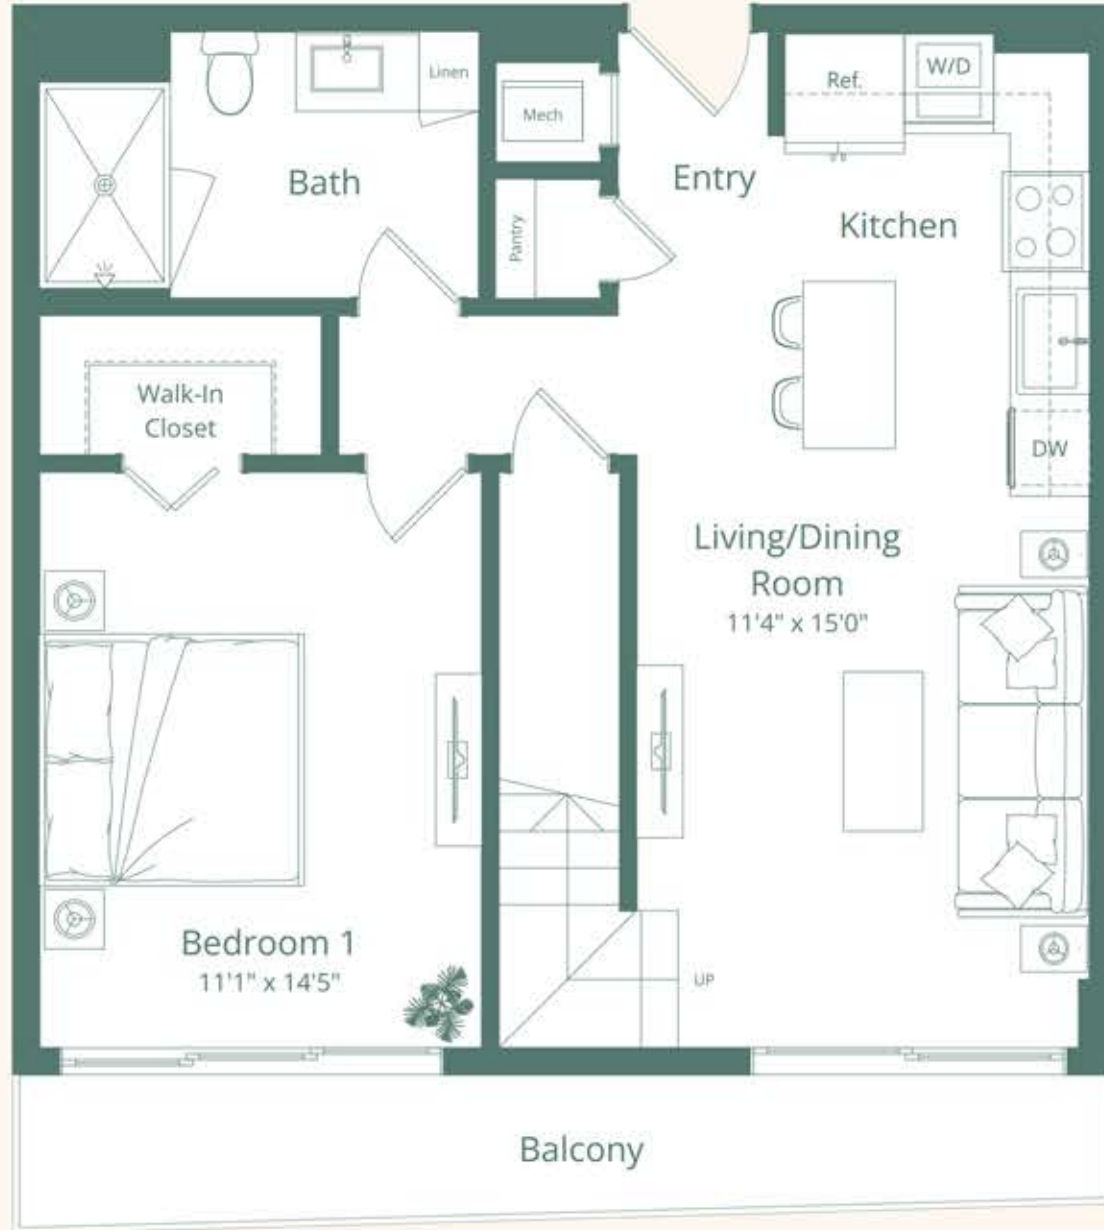 Linen
W/D
Ref.
Mech
Bath
Entry
Kitchen
Pantry
Walk-In
Closet
DW
Living/Dining
Room
11'4" x 15'0"
Bedroom 1
11'1" x 14'5"
UP
Balcony